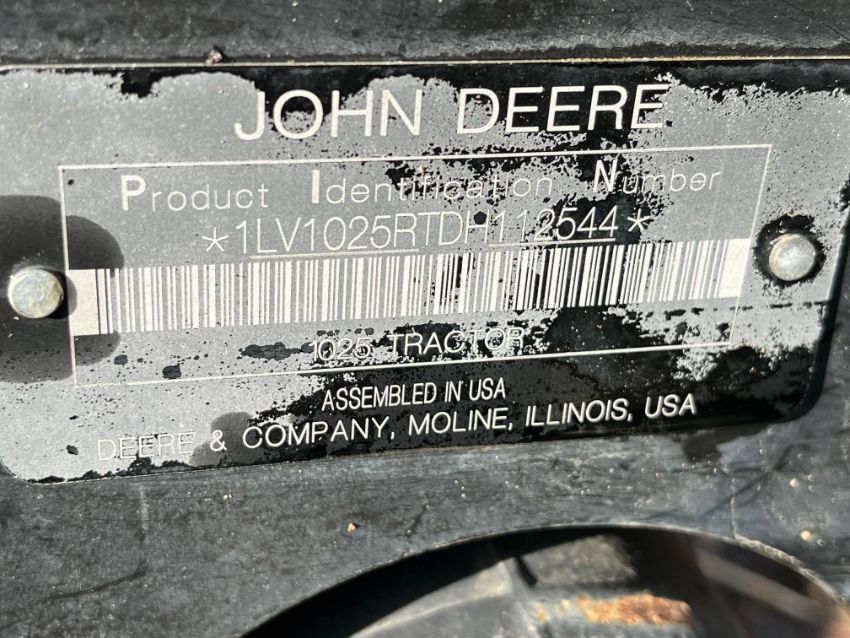 JOHN DEERE
Product Identification Number
*1LV1025RTDH112544*
1025 TRACTOR
ASSEMBLED IN USA
DEERE & COMPANY, MOLINE, ILLINOIS, USA